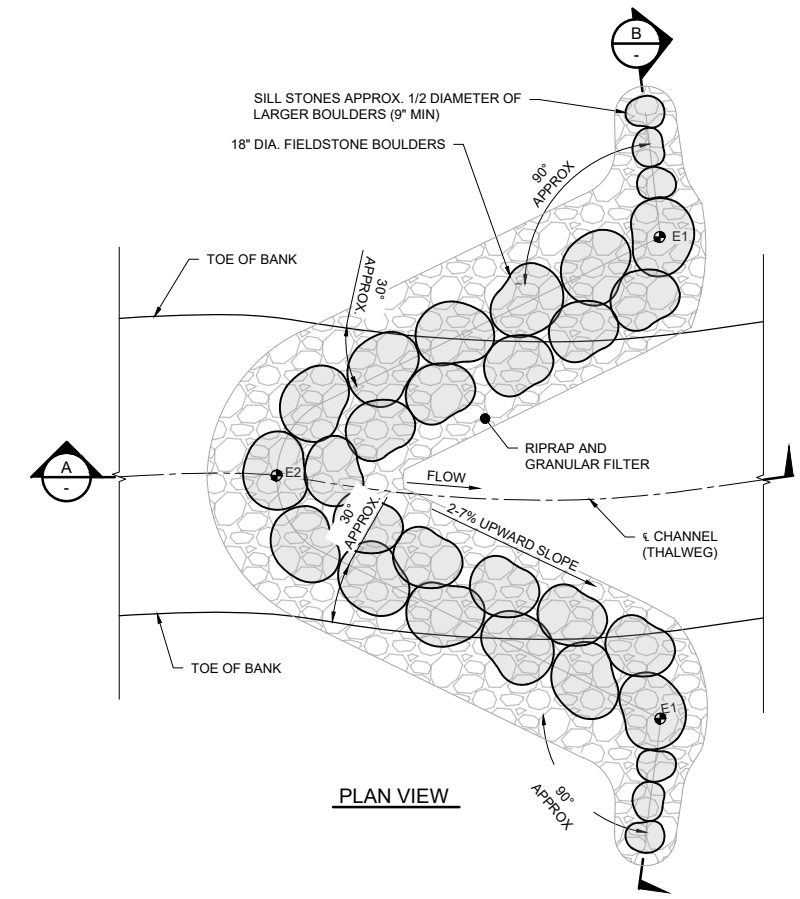 B
-
SILL STONES APPROX. 1/2 DIAMETER OF
LARGER BOULDERS (9" MIN)
18" DIA. FIELDSTONE BOULDERS
90°
APPROX
E1
TOE OF BANK
30°
APPROX.
A
-
E2
RIPRAP AND
GRANULAR FILTER
FLOW
2-7% UPWARD SLOPE
℄ CHANNEL
(THALWEG)
30°
APPROX.
TOE OF BANK
E1
90°
APPROX
PLAN VIEW